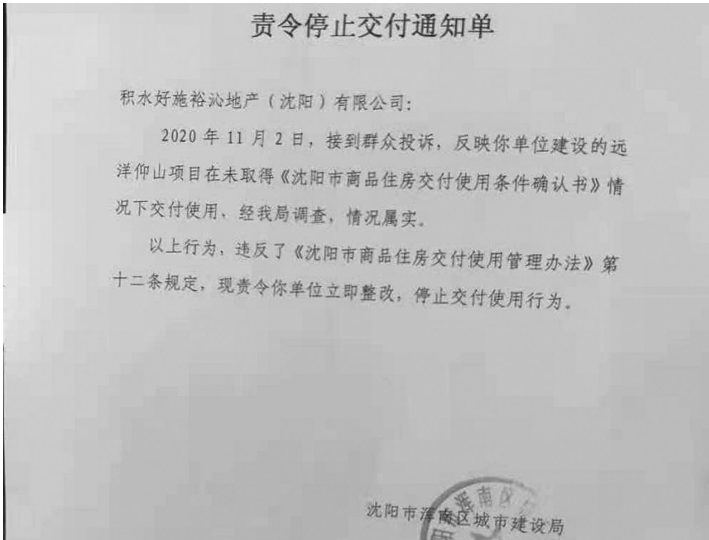 责令停止交付通知单
积水好施裕沁地产（沈阳）有限公司：
2020 年 11 月 2 日，接到群众投诉，反映你单位建设的远
洋仰山项目在未取得《沈阳市商品住房交付使用条件确认书》情
况下交付使用，经我局调查，情况属实。
以上行为，违反了《沈阳市商品住房交付使用管理办法》第
十二条规定，现责令你单位立即整改，停止交付使用行为。
浑南区
沈阳市浑南区城市建设局